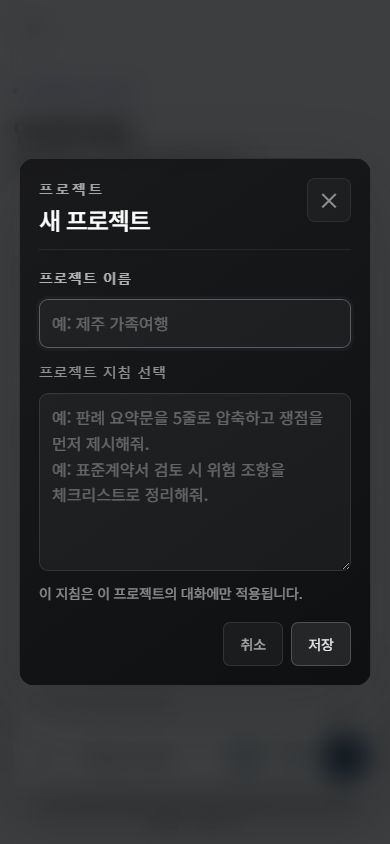 프로젝트
새 프로젝트
프로젝트 이름
예: 제주 가족여행
프로젝트 지침 선택
예: 판례 요약문을 5줄로 압축하고 쟁점을
먼저 제시해줘.
예: 표준계약서 검토 시 위험 조항을
체크리스트로 정리해줘.
이 지침은 이 프로젝트의 대화에만 적용됩니다.
취소
저장